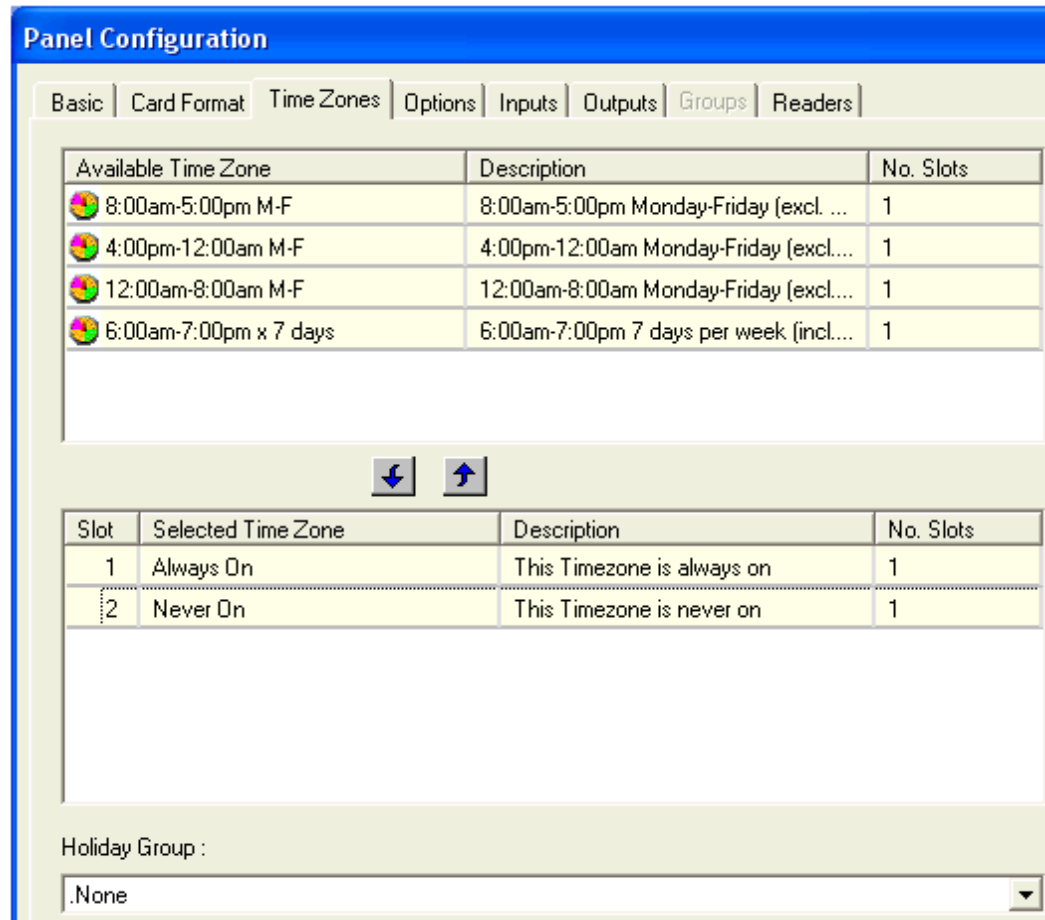 Panel Configuration
Basic Card Format Time Zones Options Inputs Outputs Groups Readers
Available Time Zone Description No. Slots
8:00am-5:00pm M-F 8:00am-5:00pm Monday-Friday (excl. ... 1
4:00pm-12:00am M-F 4:00pm-12:00am Monday-Friday (excl.... 1
12:00am-8:00am M-F 12:00am-8:00am Monday-Friday (excl.... 1
6:00am-7:00pm x 7 days 6:00am-7:00pm 7 days per week (incl.... 1
Slot Selected Time Zone Description No. Slots
1 Always On This Timezone is always on 1
2 Never On This Timezone is never on 1
Holiday Group :
.None